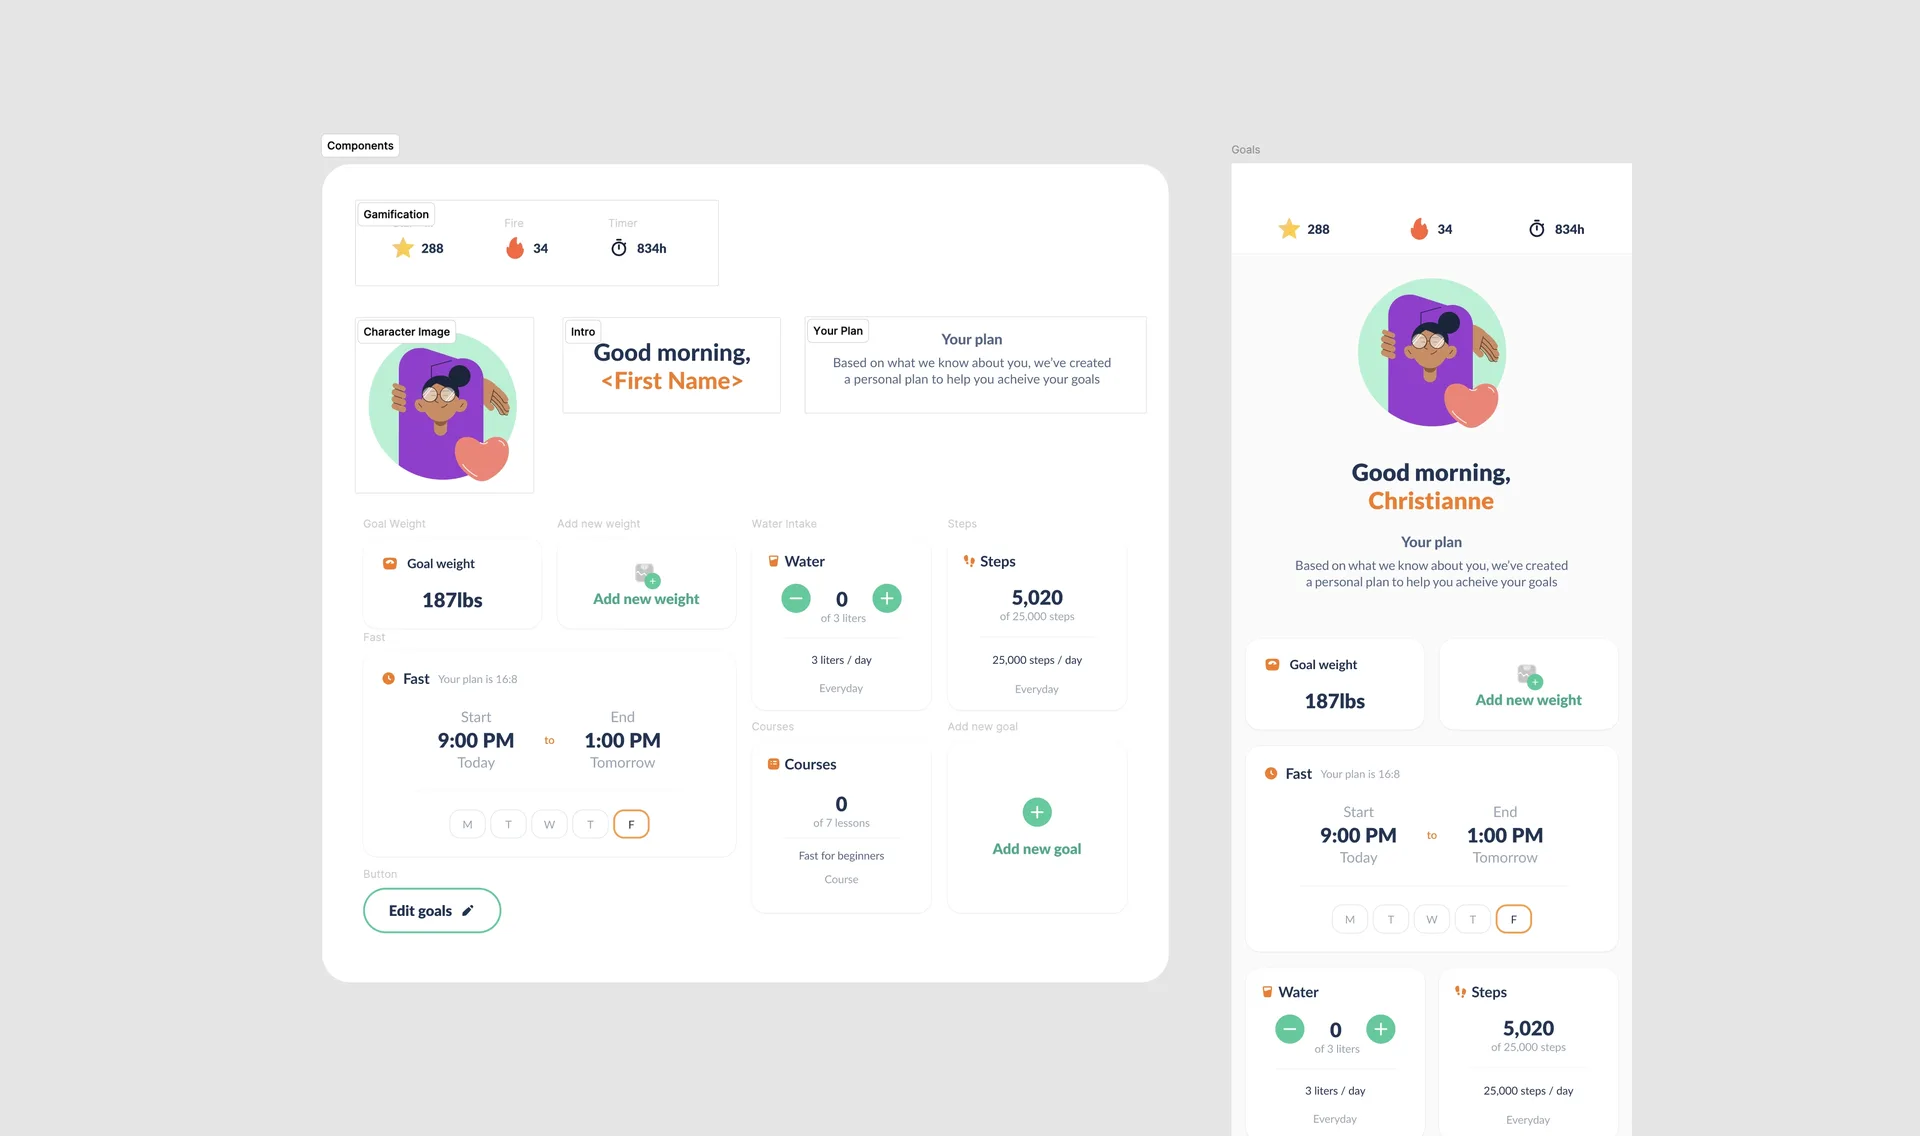 Components
Gamification
Fire
Timer
288
34
834h
Character Image
Intro
Good morning,
<First Name>
Your Plan
Your plan
Based on what we know about you, we've created
a personal plan to help you acheive your goals
Goal Weight
Goal weight
187lbs
Add new weight
Add new weight
Fast
Fast Your plan is 16:8
Start
9:00 PM
Today
to
End
1:00 PM
Tomorrow
M T W T F
Button
Edit goals
Water Intake
Water
0
of 3 liters
3 liters / day
Everyday
Steps
Steps
5,020
of 25,000 steps
25,000 steps / day
Everyday
Courses
Courses
0
of 7 lessons
Fast for beginners
Course
Add new goal
Add new goal
Goals
288
34
834h
Good morning,
Christianne
Your plan
Based on what we know about you, we've created
a personal plan to help you acheive your goals
Goal weight
187lbs
Add new weight
Fast Your plan is 16:8
Start
9:00 PM
Today
to
End
1:00 PM
Tomorrow
M T W T F
Water
0
of 3 liters
3 liters / day
Everyday
Steps
5,020
of 25,000 steps
25,000 steps / day
Everyday